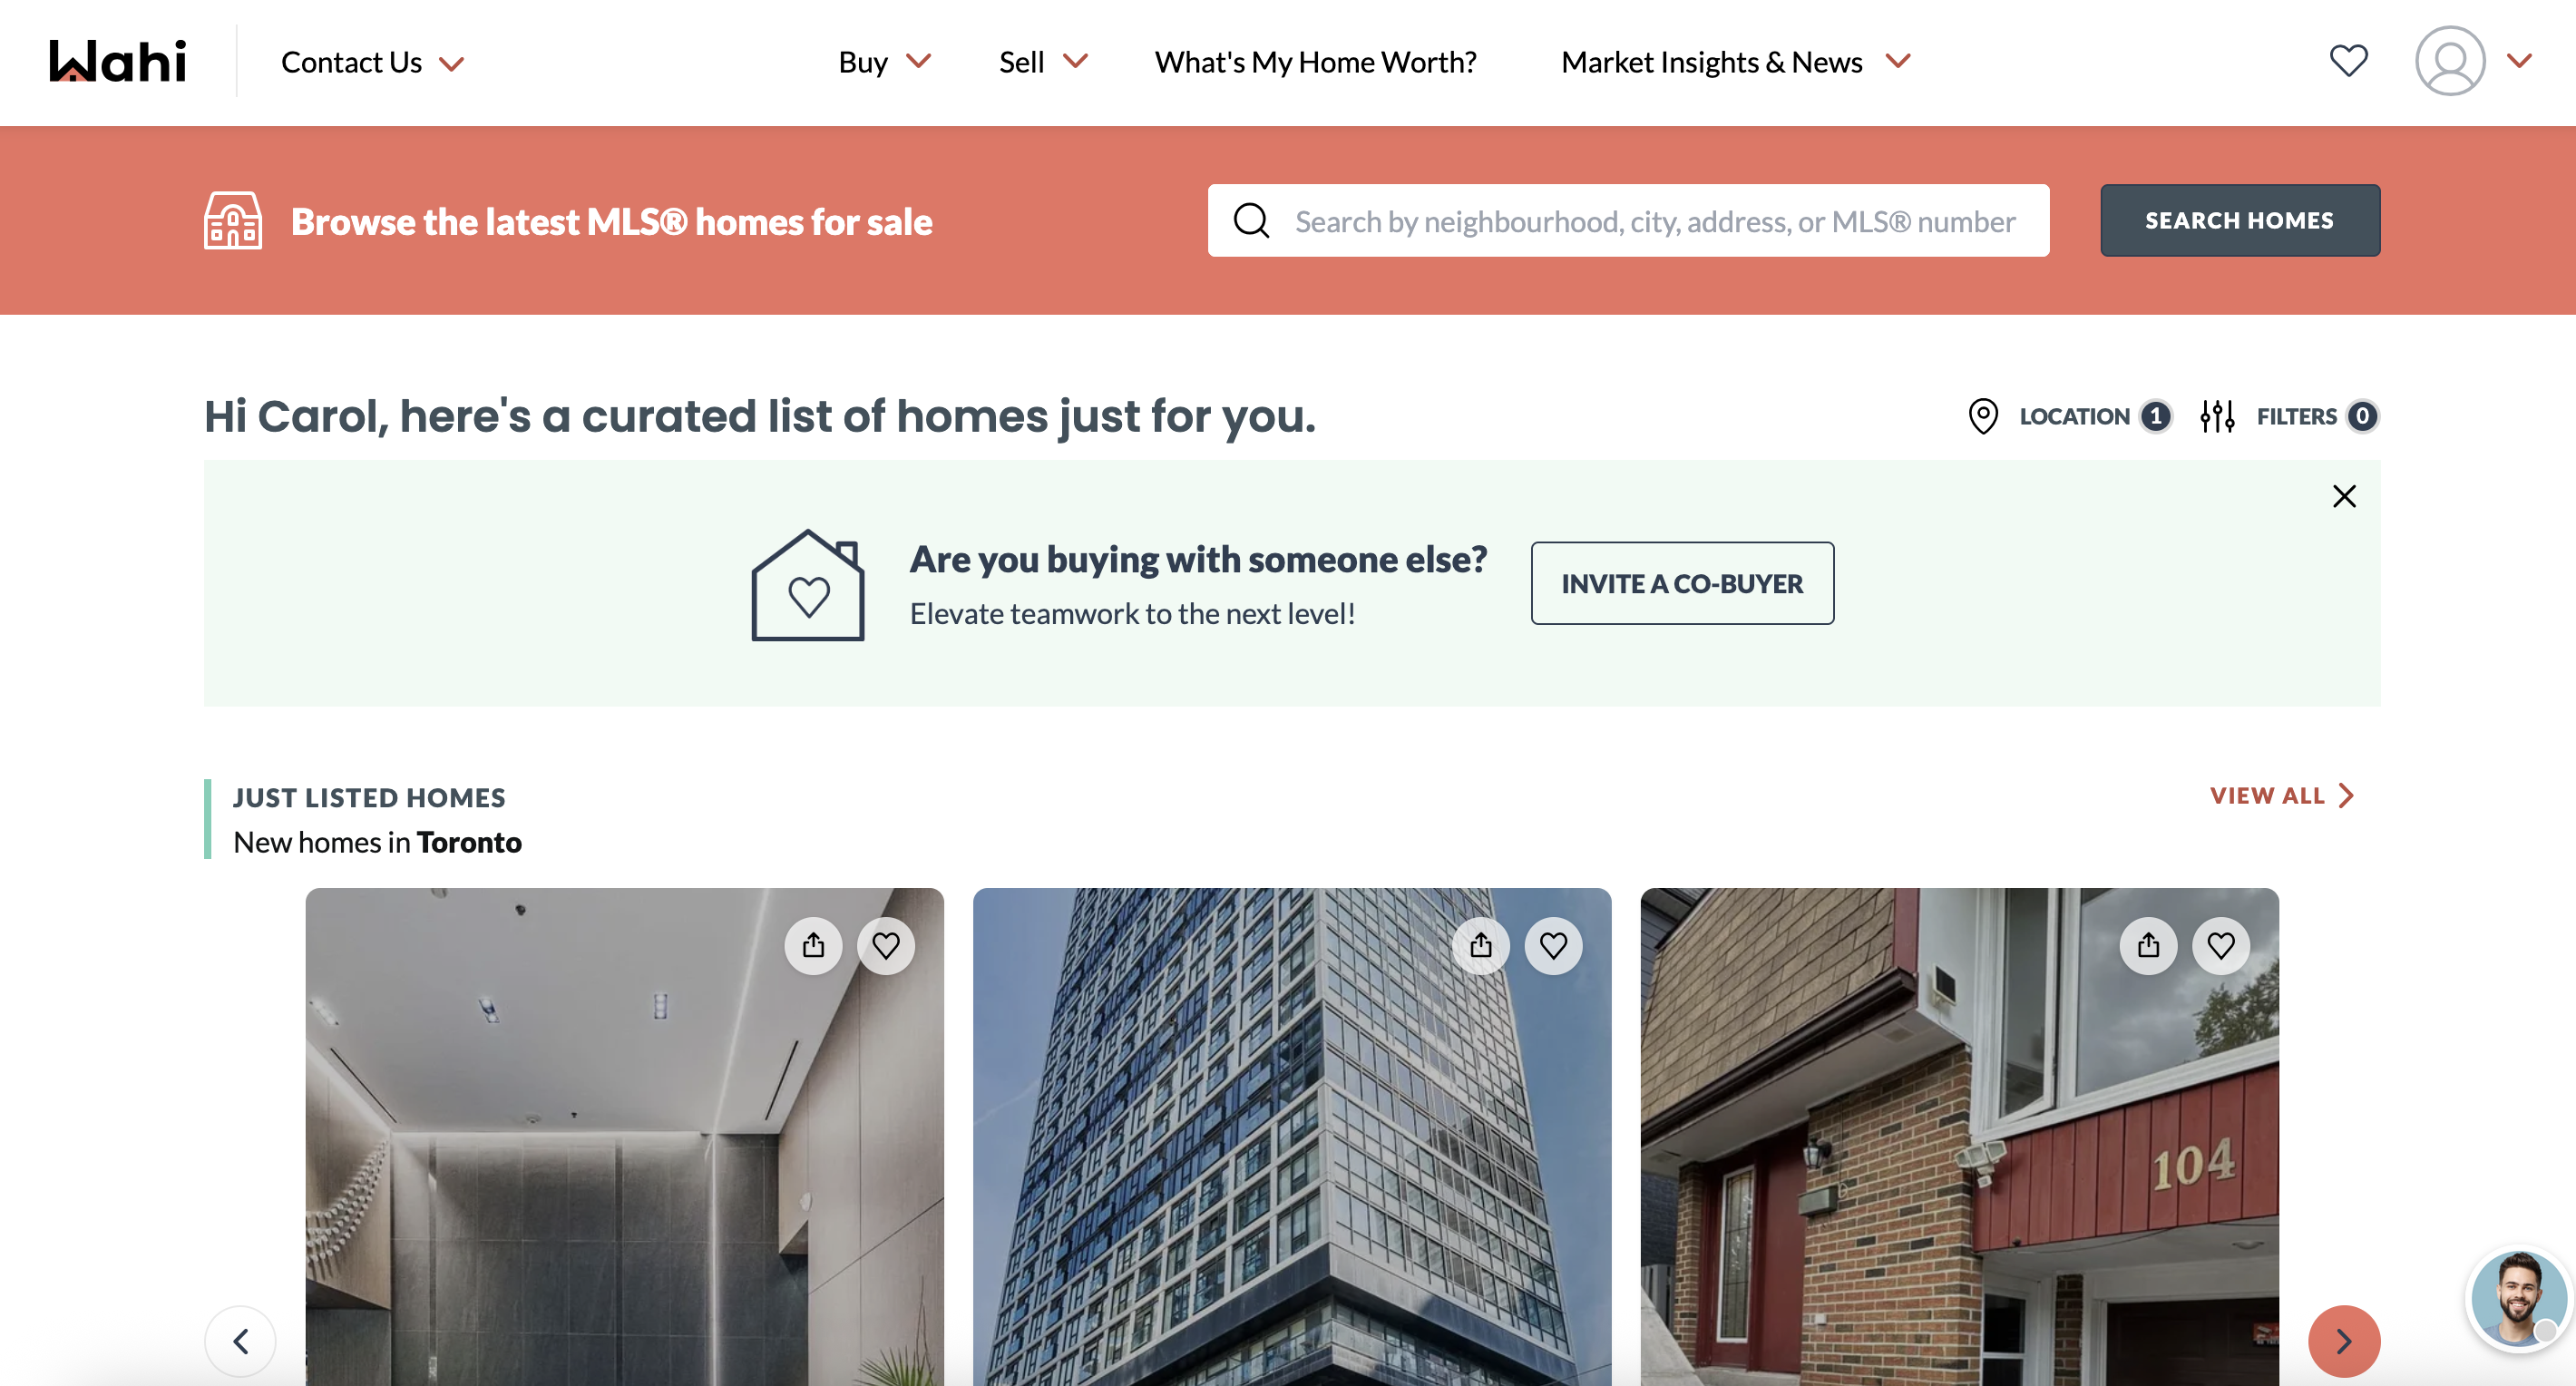 Wahi
Contact Us
Buy
Sell
What's My Home Worth?
Market Insights & News
Browse the latest MLS® homes for sale
Search by neighbourhood, city, address, or MLS® number
SEARCH HOMES
Hi Carol, here's a curated list of homes just for you.
LOCATION 1
FILTERS 0
Are you buying with someone else?
Elevate teamwork to the next level!
INVITE A CO-BUYER
JUST LISTED HOMES
VIEW ALL
New homes in Toronto
104